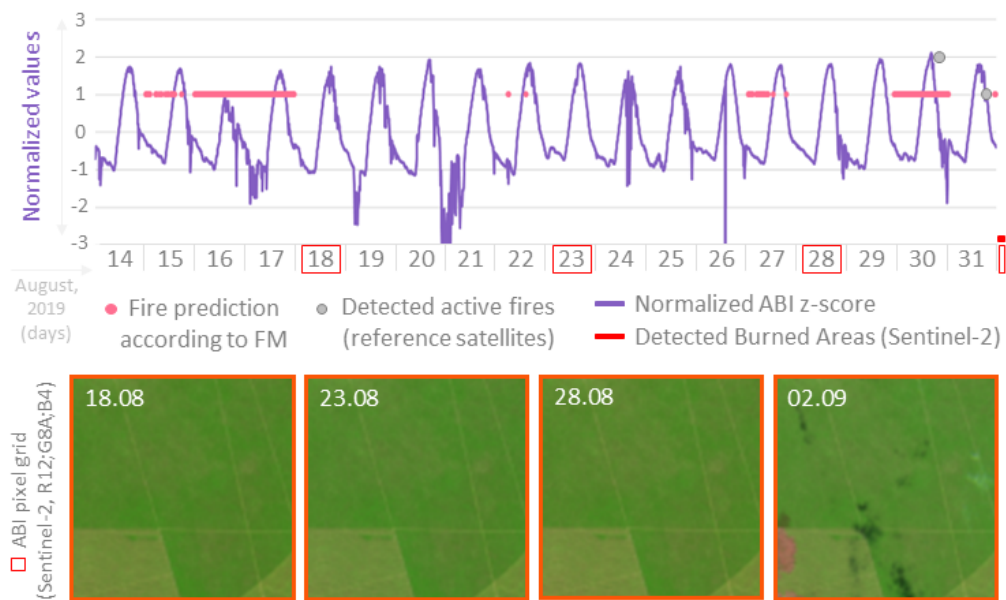 3
2
1
0
-1
-2
-3
Normalized values
14 15 16 17 18 19 20 21 22 23 24 25 26 27 28 29 30 31
August,
2019
(days)
Fire prediction
according to FM
Detected active fires
(reference satellites)
Normalized ABI z-score
Detected Burned Areas (Sentinel-2)
ABI pixel grid
(Sentinel-2, R12;G8A;B4)
18.08
23.08
28.08
02.09